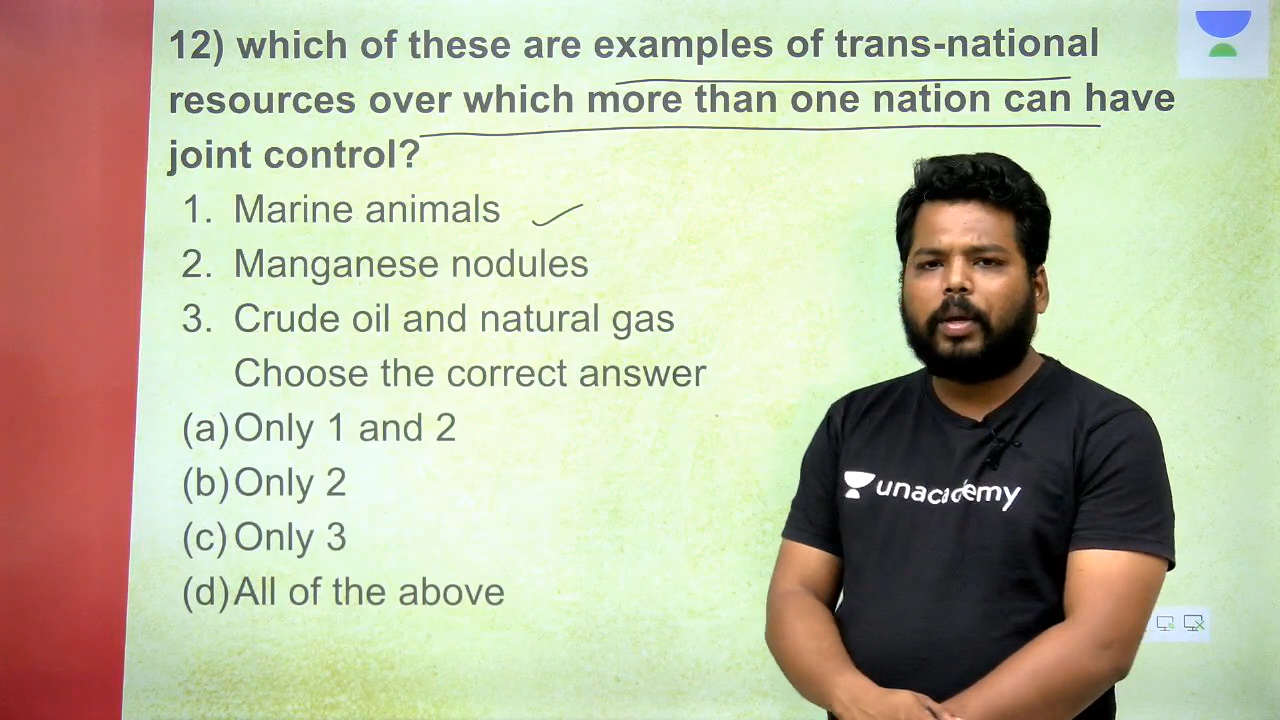 12) which of these are examples of trans-national
resources over which more than one nation can have
joint control?
1. Marine animals
2. Manganese nodules
3. Crude oil and natural gas
Choose the correct answer
(a) Only 1 and 2
(b) Only 2
(c) Only 3
(d) All of the above
unacademy